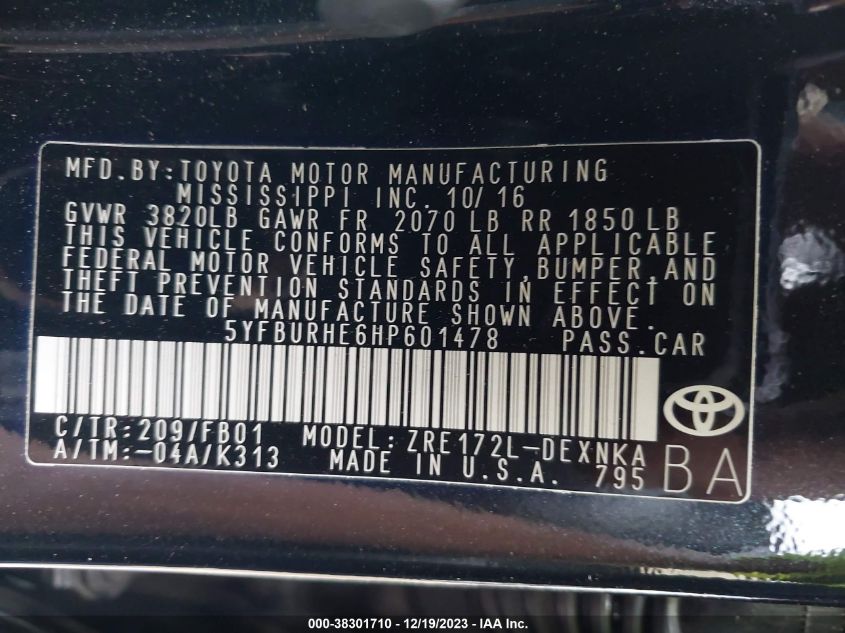 MFD.BY:TOYOTA MOTOR MANUFACTURING
MISSISSIPPI INC. 10/16
GVWR 3820LB GAWR FR 2070 LB RR 1850 LB
THIS VEHICLE CONFORMS TO ALL APPLICABLE
FEDERAL MOTOR VEHICLE SAFETY,BUMPER,AND
THEFT PREVENTION STANDARDS IN EFFECT ON
THE DATE OF MANUFACTURE SHOWN ABOVE.
5YFBURHE6HP601478 PASS.CAR
C/TR:209/FB01 MODEL:ZRE172L-DEXNKA
A/TM:-04A/K313 MADE IN U.S.A. 795 BA
000-38301710 - 12/19/2023 - IAA Inc.